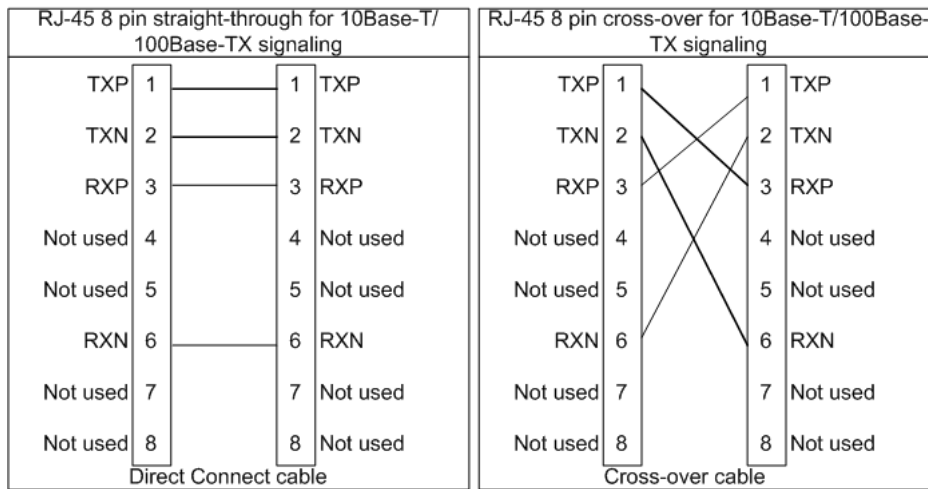 RJ-45 8 pin straight-through for 10Base-T/
100Base-TX signaling
TXP 1 1 TXP
TXN 2 2 TXN
RXP 3 3 RXP
Not used 4 4 Not used
Not used 5 5 Not used
RXN 6 6 RXN
Not used 7 7 Not used
Not used 8 8 Not used
Direct Connect cable
RJ-45 8 pin cross-over for 10Base-T/100Base-
TX signaling
TXP 1 1 TXP
TXN 2 2 TXN
RXP 3 3 RXP
Not used 4 4 Not used
Not used 5 5 Not used
RXN 6 6 RXN
Not used 7 7 Not used
Not used 8 8 Not used
Cross-over cable